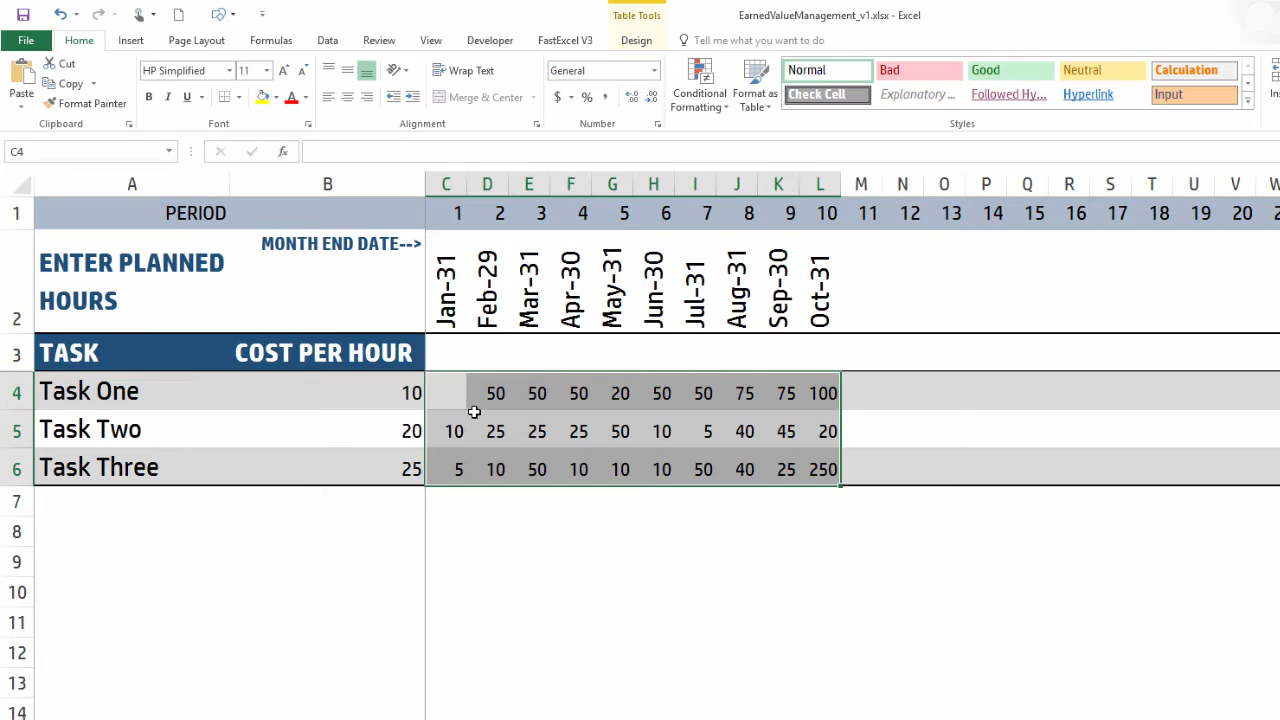 Table Tools
EarnedValueManagement_v1.xlsx - Excel
File Home Insert Page Layout Formulas Data Review View Developer FastExcel V3 Design Tell me what you want to do
Paste
Cut
Copy
Format Painter
Clipboard
HP Simplified 11 A A
B I U A
Font
Wrap Text
Merge & Center
Alignment
General
$ % ,
Number
Conditional
Formatting
Format as
Table
Normal Bad Good Neutral Calculation
Check Cell Explanatory ... Followed Hy... Hyperlink Input
Styles
C4 fx
A B C D E F G H I J K L M N O P Q R S T U V
1 PERIOD 1 2 3 4 5 6 7 8 9 10 11 12 13 14 15 16 17 18 19 20
MONTH END DATE-->
ENTER PLANNED
HOURS
2 Jan-31 Feb-29 Mar-31 Apr-30 May-31 Jun-30 Jul-31 Aug-31 Sep-30 Oct-31
3 TASK COST PER HOUR
4 Task One 10 50 50 50 20 50 50 75 75 100
5 Task Two 20 10 25 25 25 50 10 5 40 45 20
6 Task Three 25 5 10 50 10 10 10 50 40 25 250
7
8
9
10
11
12
13
14